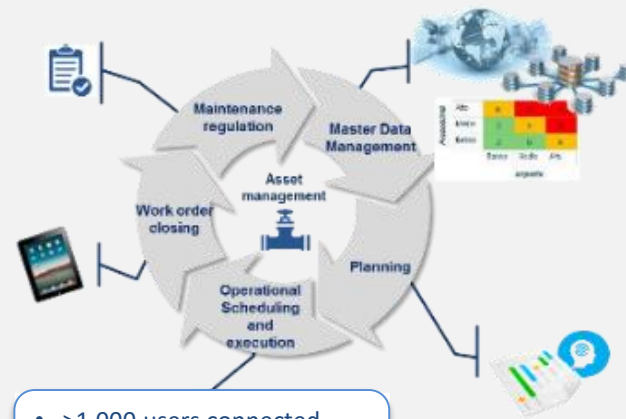 Maintenance
regulation
Master Data
Management
Alto
Asset
management
Work order
closing
Planning
Operational
Scheduling
and
execution
• >1.000 users connected